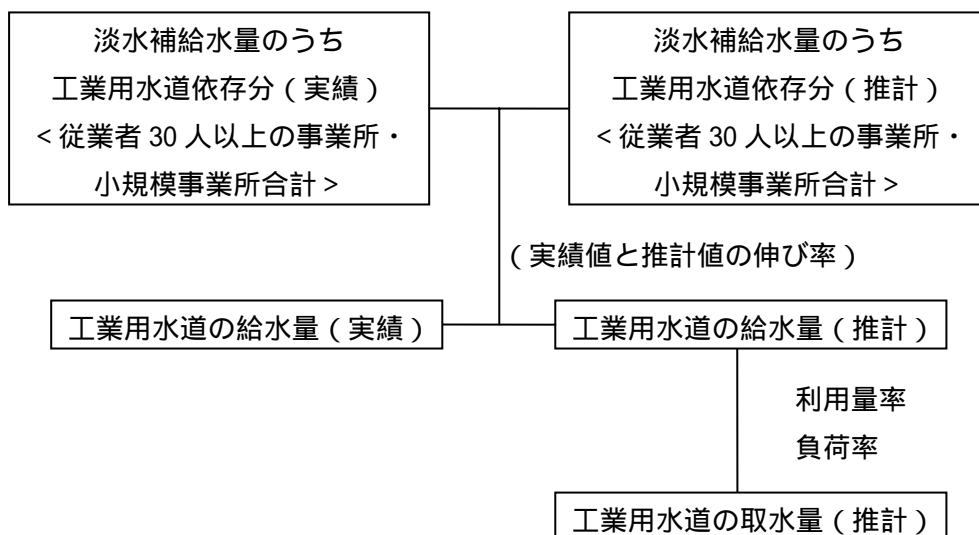 淡水補給水量のうち
工業用水道依存分（実績）
＜従業者 30 人以上の事業所・
小規模事業所合計＞
淡水補給水量のうち
工業用水道依存分（推計）
＜従業者 30 人以上の事業所・
小規模事業所合計＞
（実績値と推計値の伸び率）
工業用水道の給水量（実績）
工業用水道の給水量（推計）
利用量率
負荷率
工業用水道の取水量（推計）